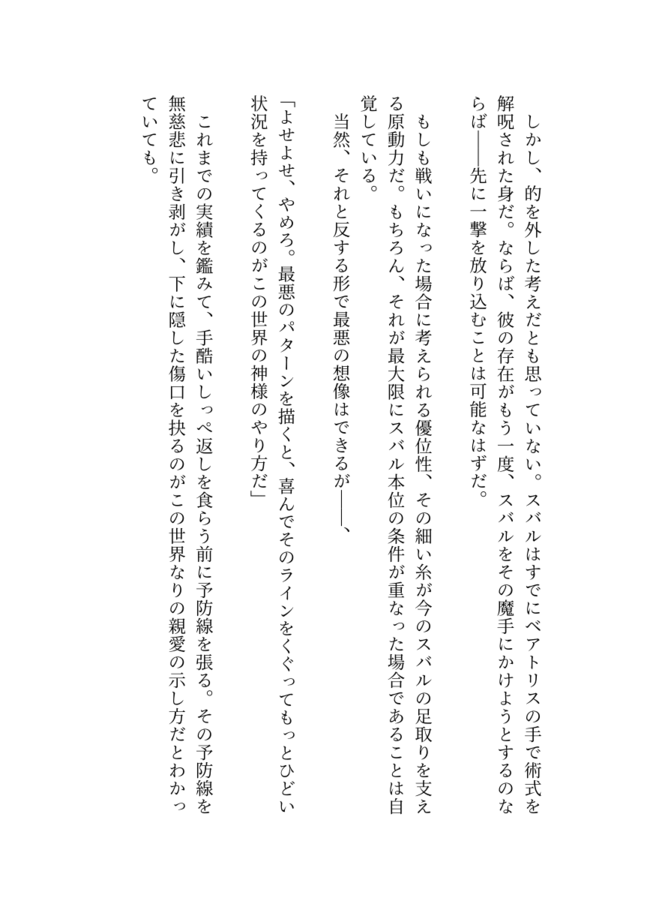 しかし、的を外した考えだとも思っていない。スバルはすでにベアトリスの手で術式を
解呪された身だ。ならば、彼の存在がもう一度、スバルをその魔手にかけようとするのな
らば――先に一撃を放り込むことは可能なはずだ。
もしも戦いになった場合に考えられる優位性、その細い糸が今のスバルの足取りを支え
る原動力だ。もちろん、それが最大限にスバル本位の条件が重なった場合であることは自
覚している。
当然、それと反する形で最悪の想像はできるが――、
「よせよせ、やめろ。最悪のパターンを描くと、喜んでそのラインをくぐってもっとひどい
状況を持ってくるのがこの世界の神様のやり方だ」
これまでの実績を鑑みて、手酷いしっぺ返しを食らう前に予防線を張る。その予防線を
無慈悲に引き剥がし、下に隠した傷口を抉るのがこの世界なりの親愛の示し方だとわかっ
ていても。